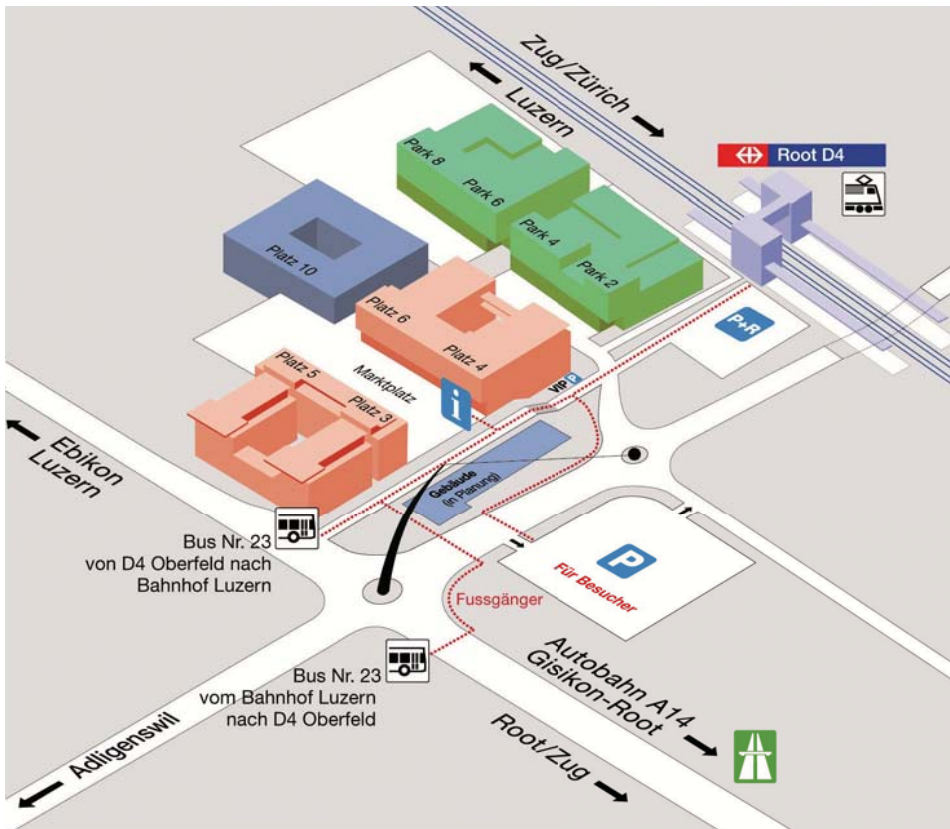 Zug/Zürich
Luzern
Root D4
Park 8
Park 6
Park 4
Park 2
Platz 10
Platz 6
Platz 4
P+R
VIP P
Platz 5
Platz 3
Marktplatz
i
Ebikon
Luzern
Gebäude
(in Planung)
Bus Nr. 23
von D4 Oberfeld nach
Bahnhof Luzern
P
Für Besucher
Fussgänger
Bus Nr. 23
vom Bahnhof Luzern
nach D4 Oberfeld
Autobahn A14
Gisikon-Root
Adligenswil
Root/Zug